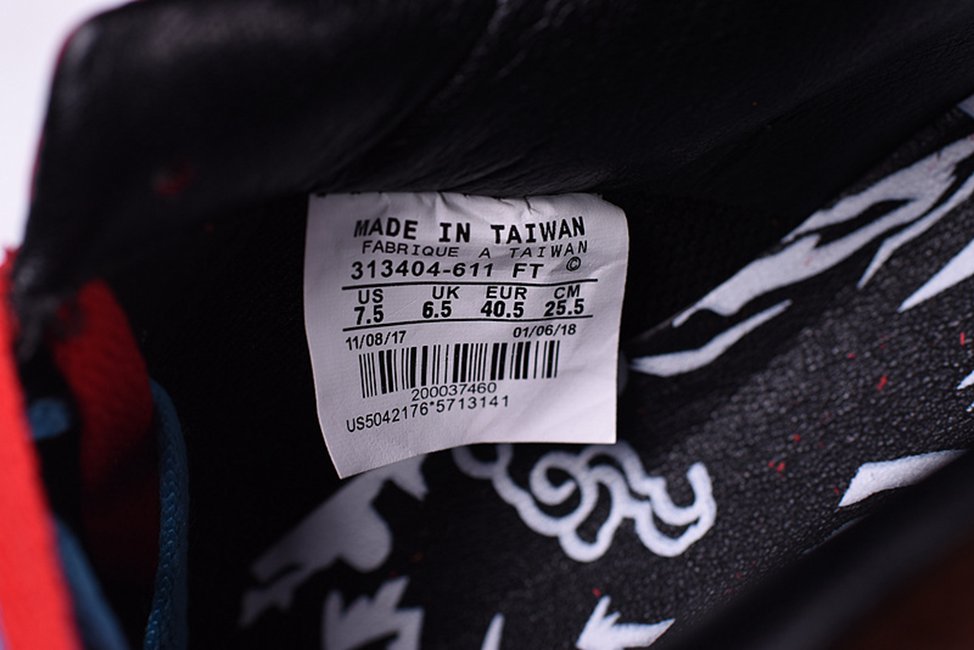 MADE IN TAIWAN
FABRIQUE A TAIWAN
313404-611 FT ©
US UK EUR CM
7.5 6.5 40.5 25.5
11/08/17 01/06/18
200037460
US5042176*5713141